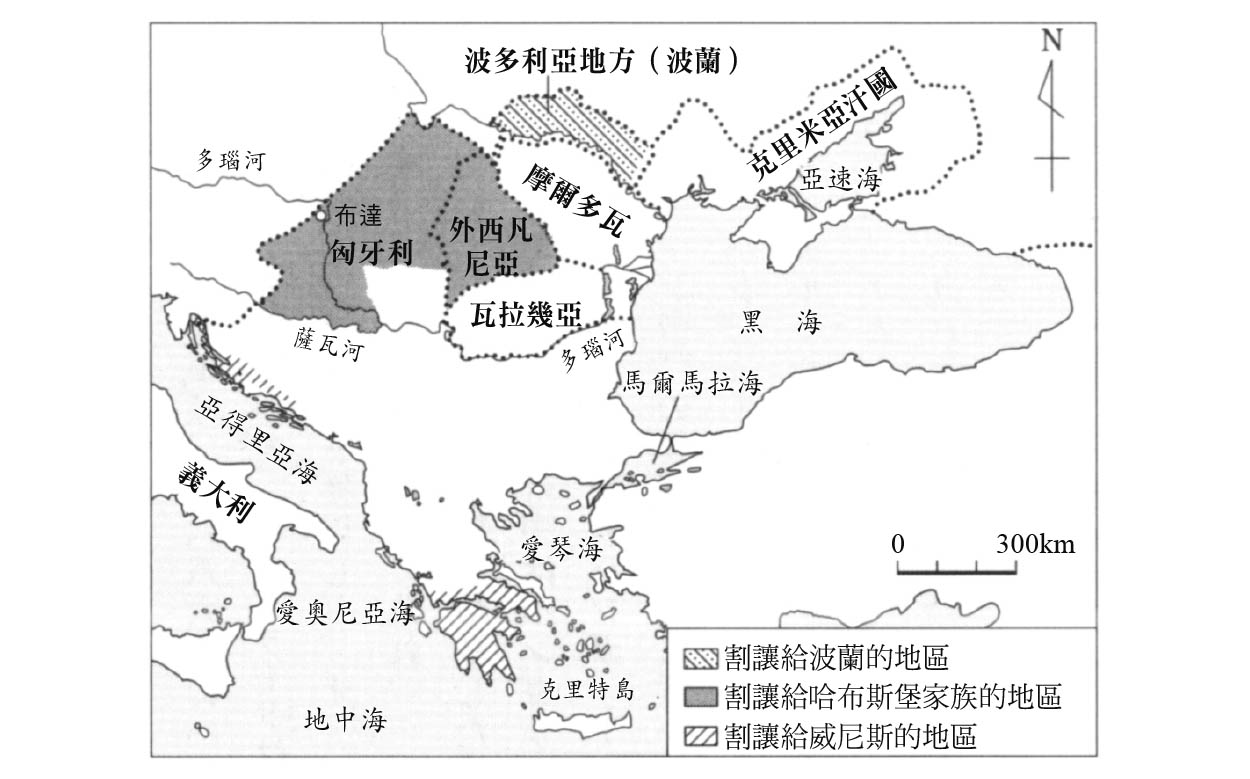 波多利亞地方（波蘭）
N
克里米亞汗國
多瑙河
摩爾多瓦
亞速海
布達
匈牙利
外西凡
尼亞
瓦拉幾亞
黑 海
薩瓦河
多瑙河
馬爾馬拉海
亞得里亞海
義大利
愛琴海
0 300km
愛奧尼亞海
克里特島
地中海
割讓給波蘭的地區
割讓給哈布斯堡家族的地區
割讓給威尼斯的地區